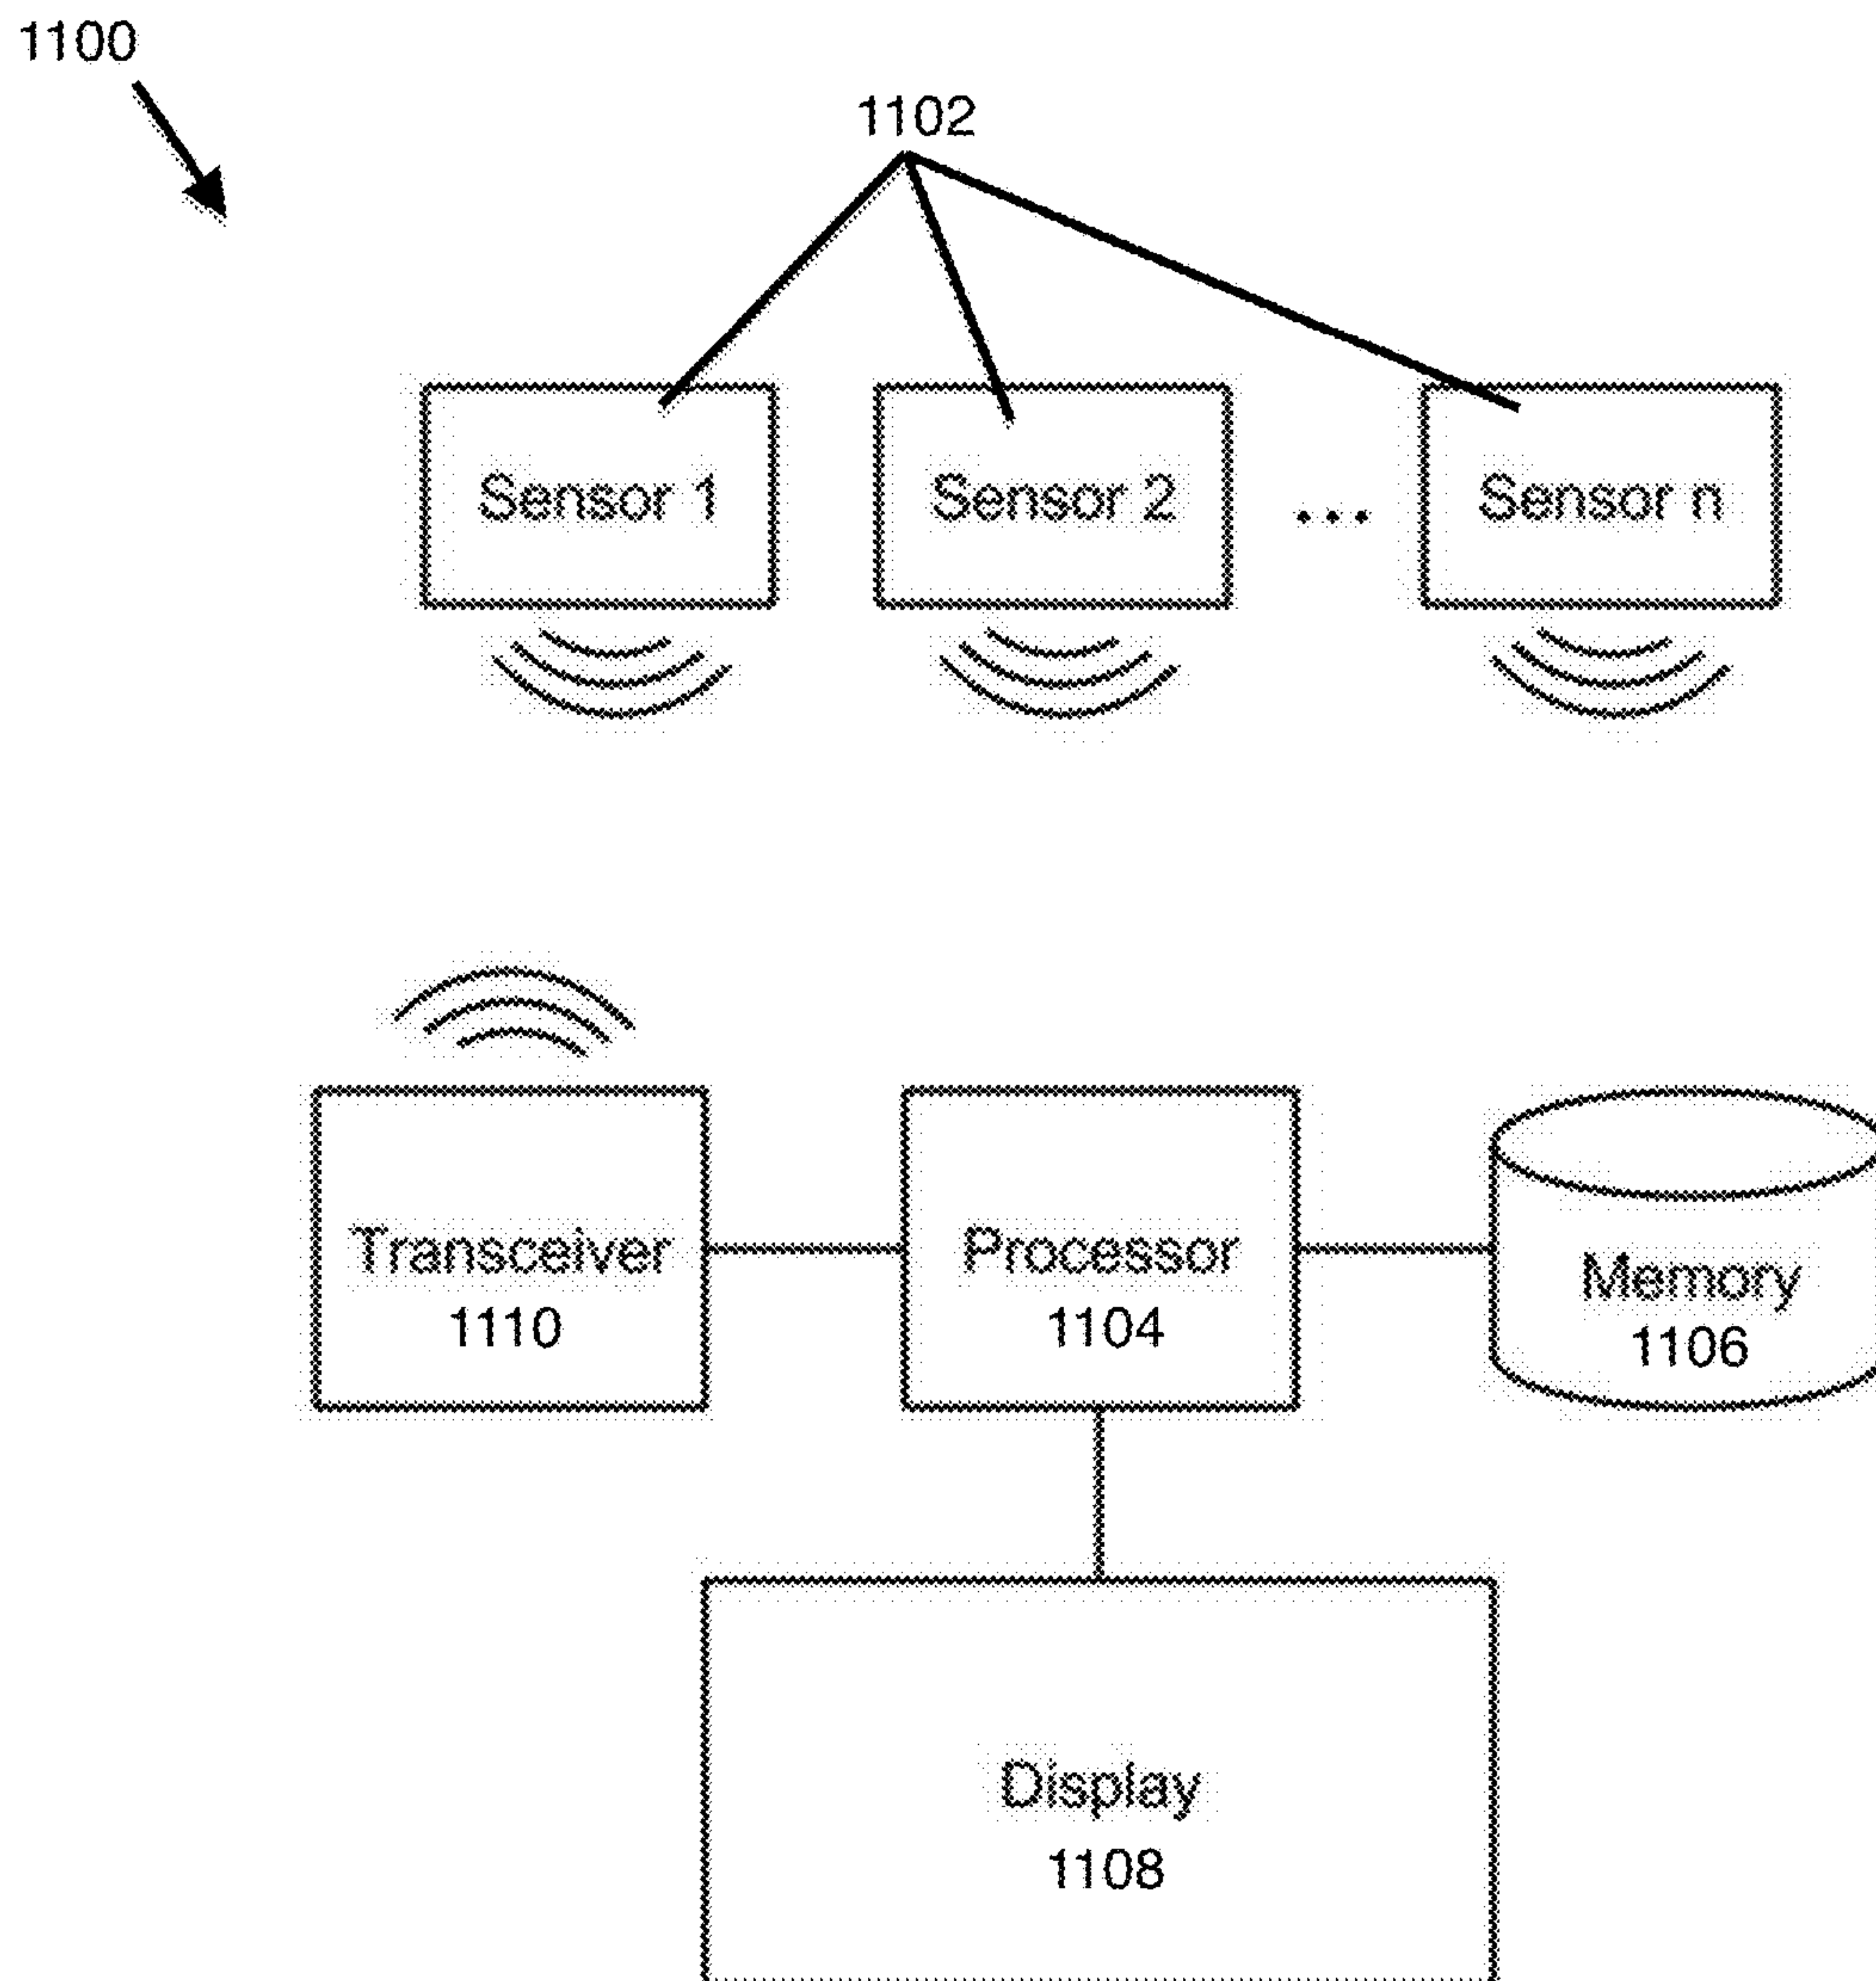 1100
1102
Sensor 1
Sensor 2
...
Sensor n
Transceiver
1110
Processor
1104
Memory
1106
Display
1108